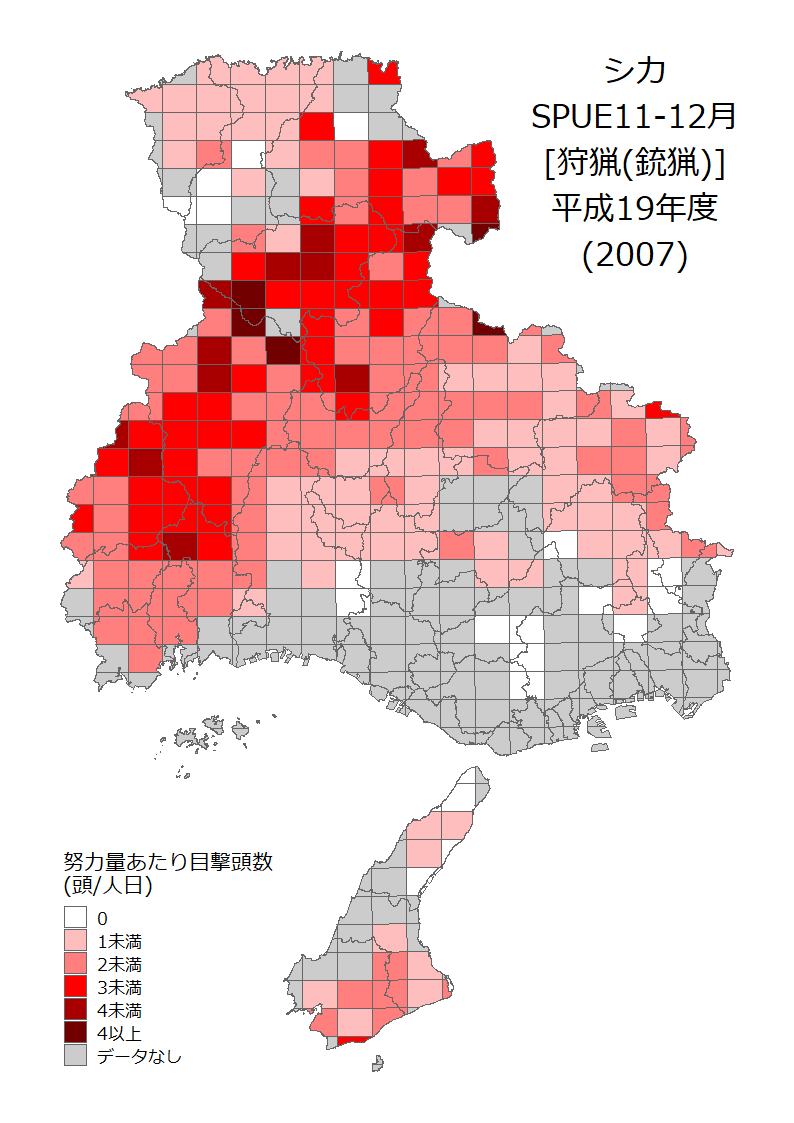 シカ
SPUE11-12月
[狩猟(銃猟)]
平成19年度
(2007)
努力量あたり目撃頭数
(頭/人日)
0
1未満
2未満
3未満
4未満
4以上
データなし